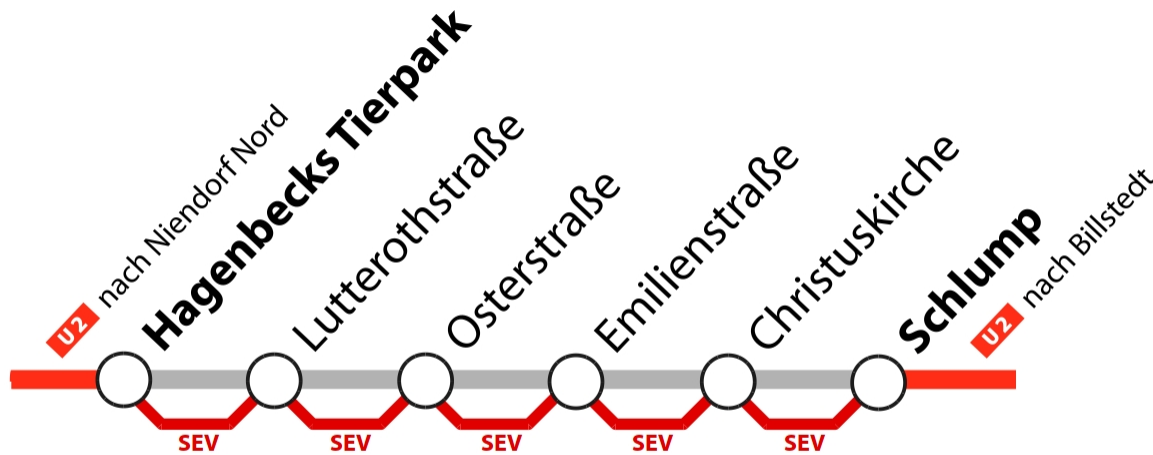 U2 nach Niendorf Nord
Hagenbecks Tierpark
Lutterothstraße
Osterstraße
Emilienstraße
Christuskirche
Schlump
U2 nach Billstedt
SEV
SEV
SEV
SEV
SEV